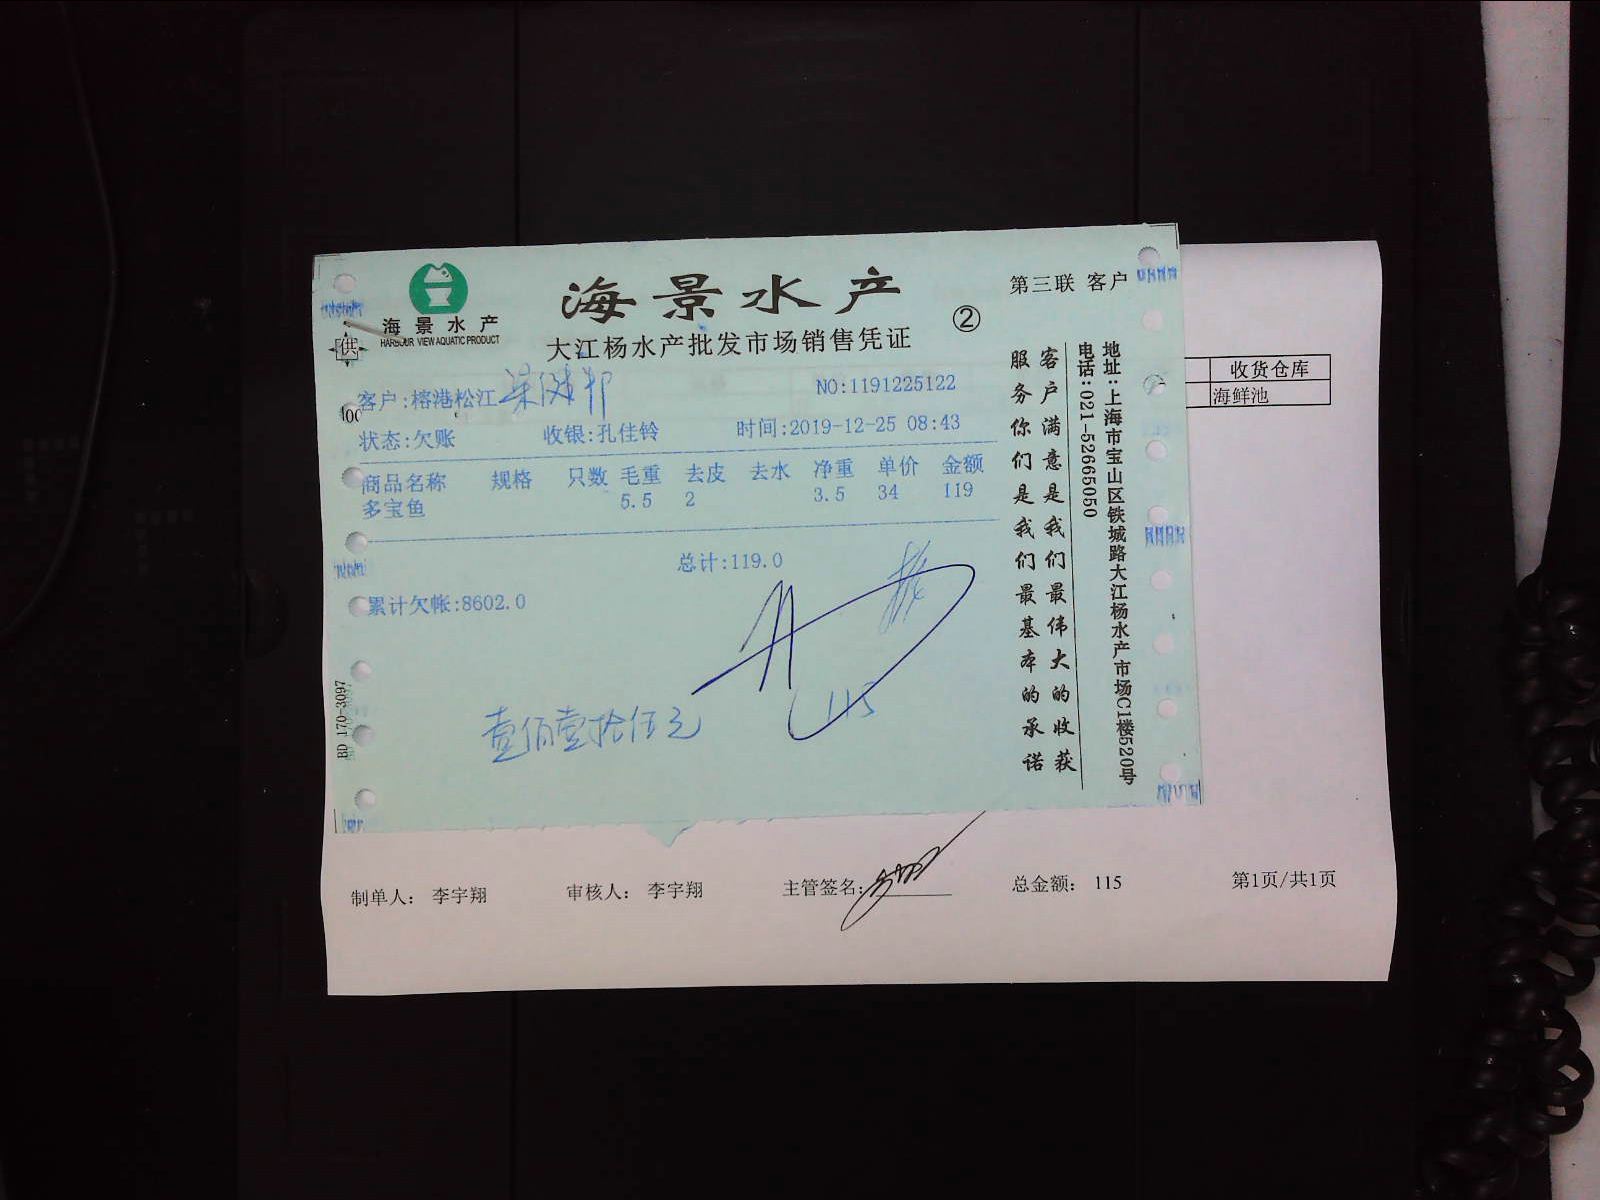 海景水产
HARBOUR VIEW AQUATIC PRODUCT
海景水产
大江杨水产批发市场销售凭证
②
第三联 客户
供
客户:榕港松江
NO:1191225122
状态:欠账 收银:孔佳铃 时间:2019-12-25 08:43
商品名称 规格 只数 毛重 去皮 去水 净重 单价 金额
多宝鱼 5.5 2 3.5 34 119
总计:119.0
累计欠帐:8602.0
壹佰壹拾伍元
115
BD 170-3097
客户满意是我们最伟大的收获
服务你们是我们最基本的承诺
地址:上海市宝山区铁城路大江杨水产市场C1楼520号
电话:021-52665050
收货仓库
海鲜池
制单人: 李宇翔 审核人: 李宇翔 主管签名: 总金额: 115 第1页/共1页